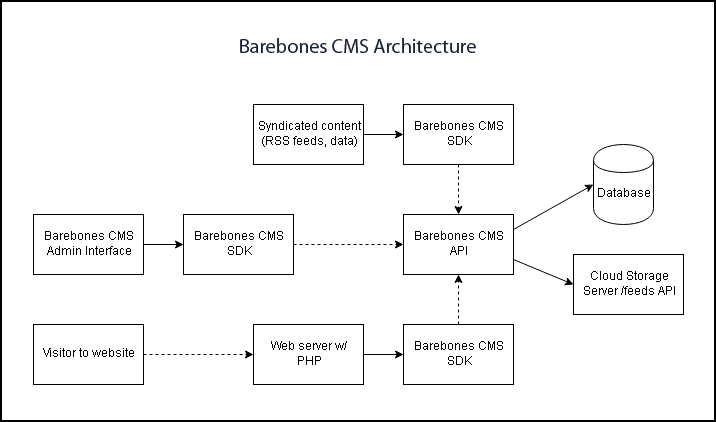 Barebones CMS Architecture
Syndicated content
(RSS feeds, data)
Barebones CMS
SDK
Database
Barebones CMS
Admin Interface
Barebones CMS
SDK
Barebones CMS
API
Cloud Storage
Server /feeds API
Visitor to website
Web server w/
PHP
Barebones CMS
SDK